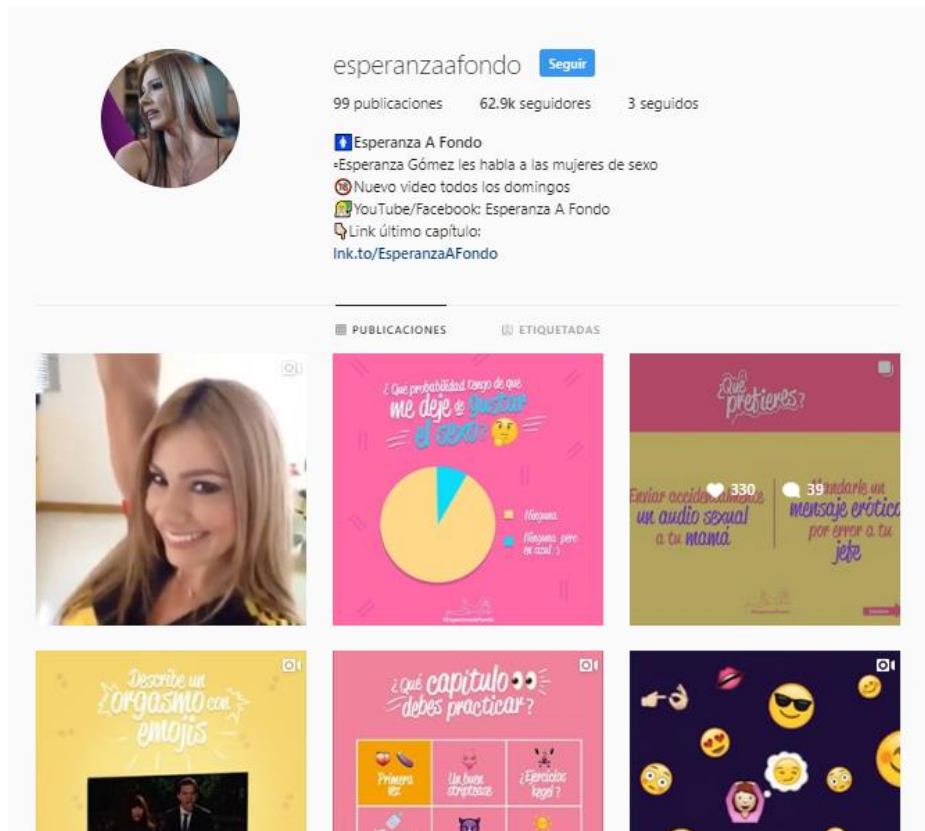 esperanzaafondo Seguir
99 publicaciones 62.9k seguidores 3 seguidos
Esperanza A Fondo
Esperanza Gómez les habla a las mujeres de sexo
Nuevo video todos los domingos
YouTube/Facebook: Esperanza A Fondo
Link último capítulo:
lnk.to/EsperanzaAFondo
PUBLICACIONES ETIQUETADAS
¿Que probabilidad tengo de que
me deje de gustar
el sexo?
Ninguna
Ninguna, pero
en azul :)
#EsperanzaAFondo
¿Qué
prefieres?
330 39
Enviar accidentalmente
un audio sexual
a tu mamá
Mandarle un
mensaje erótico
por error a tu
jefe
#EsperanzaAFondo
Describe un
orgasmo con
emojis
¿Qué capítulo
debes practicar?
Primera
vez
Un buen
striptease
¿Ejercicios
kegel?